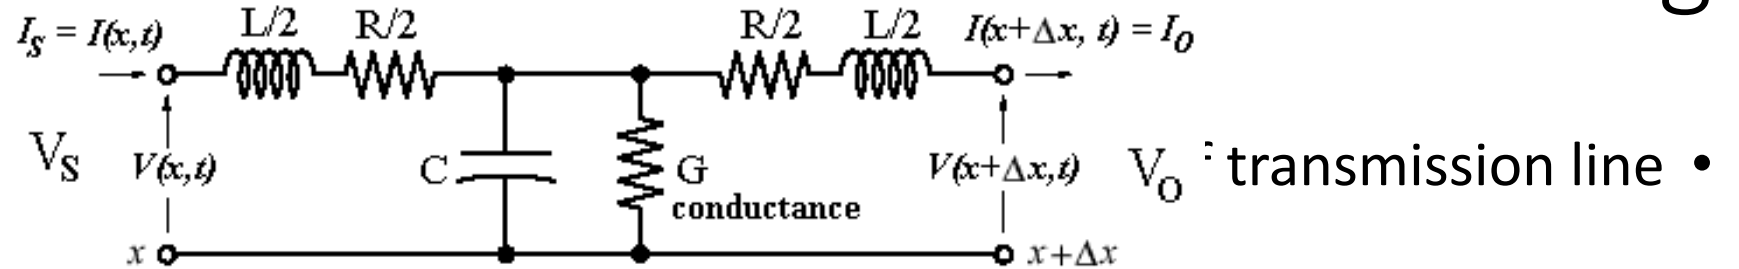 I_S = I(x,t)
L/2
R/2
R/2
L/2
I(x+Δx, t) = I_O
V_S
V(x,t)
C
G
conductance
V(x+Δx,t)
V_O
transmission line •
x
x+Δx